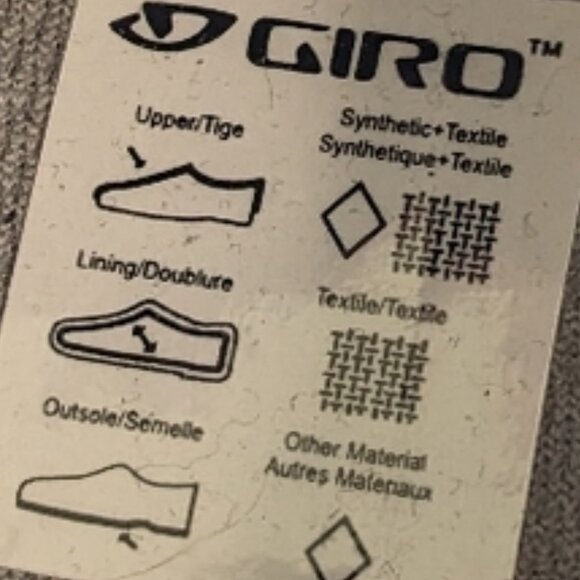 GIRO™
Upper/Tige
Synthetic+Textile
Synthetique+Textile
Lining/Doublure
Textile/Textile
Outsole/Semelle
Other Material
Autres Materiaux